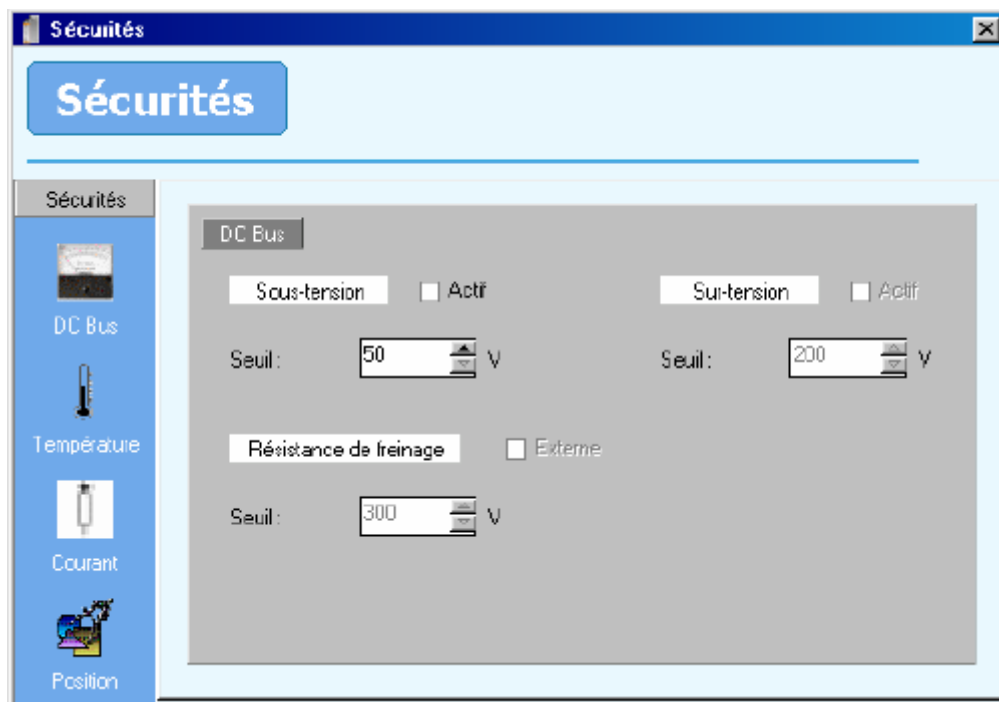 Sécurités
Sécurités
Sécurités
DC Bus
Température
Courant
Position
DC Bus
Sous-tension Actif
Seuil : 50 V
Sur-tension Actif
Seuil : 200 V
Résistance de freinage Externe
Seuil : 300 V